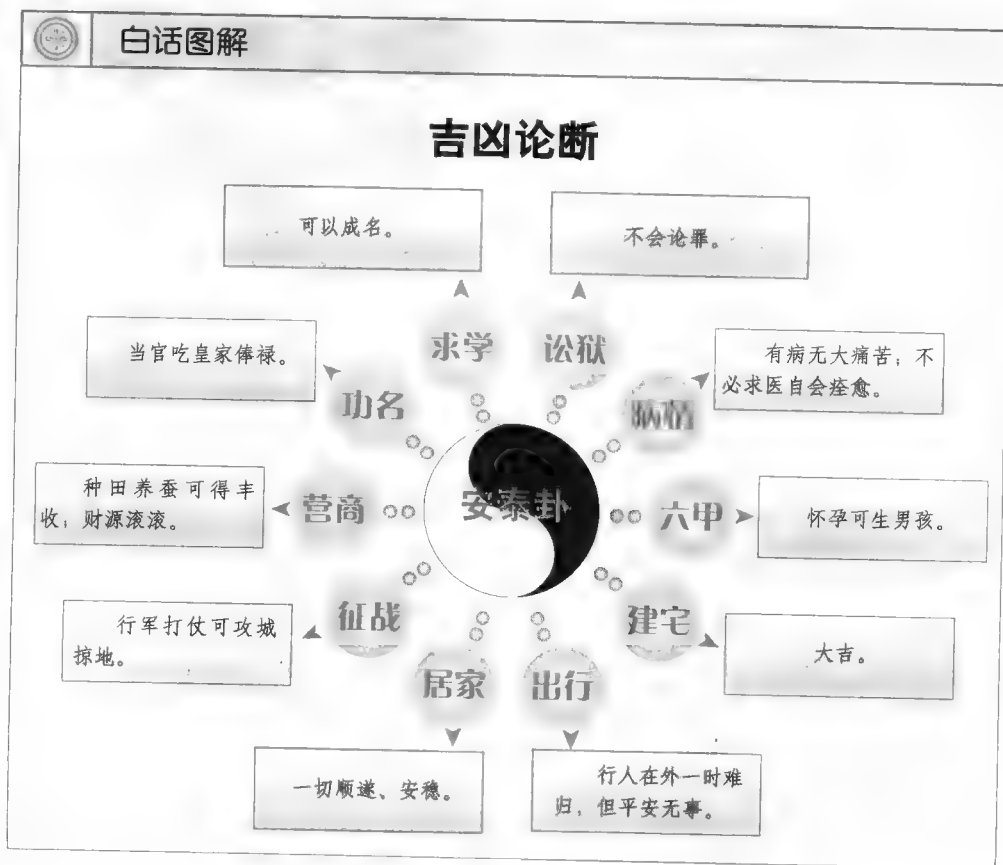 白话图解
吉凶论断
可以成名。
不会论罪。
求学
讼狱
当官吃皇家俸禄。
功名
有病无大痛苦；不
必求医自会痊愈。
病情
种田养蚕可得丰
收；财源滚滚。
营商
安泰卦
六甲
怀孕可生男孩。
行军打仗可攻城
掠地。
征战
建宅
大吉。
居家
出行
一切顺遂、安稳。
行人在外一时难
归，但平安无事。